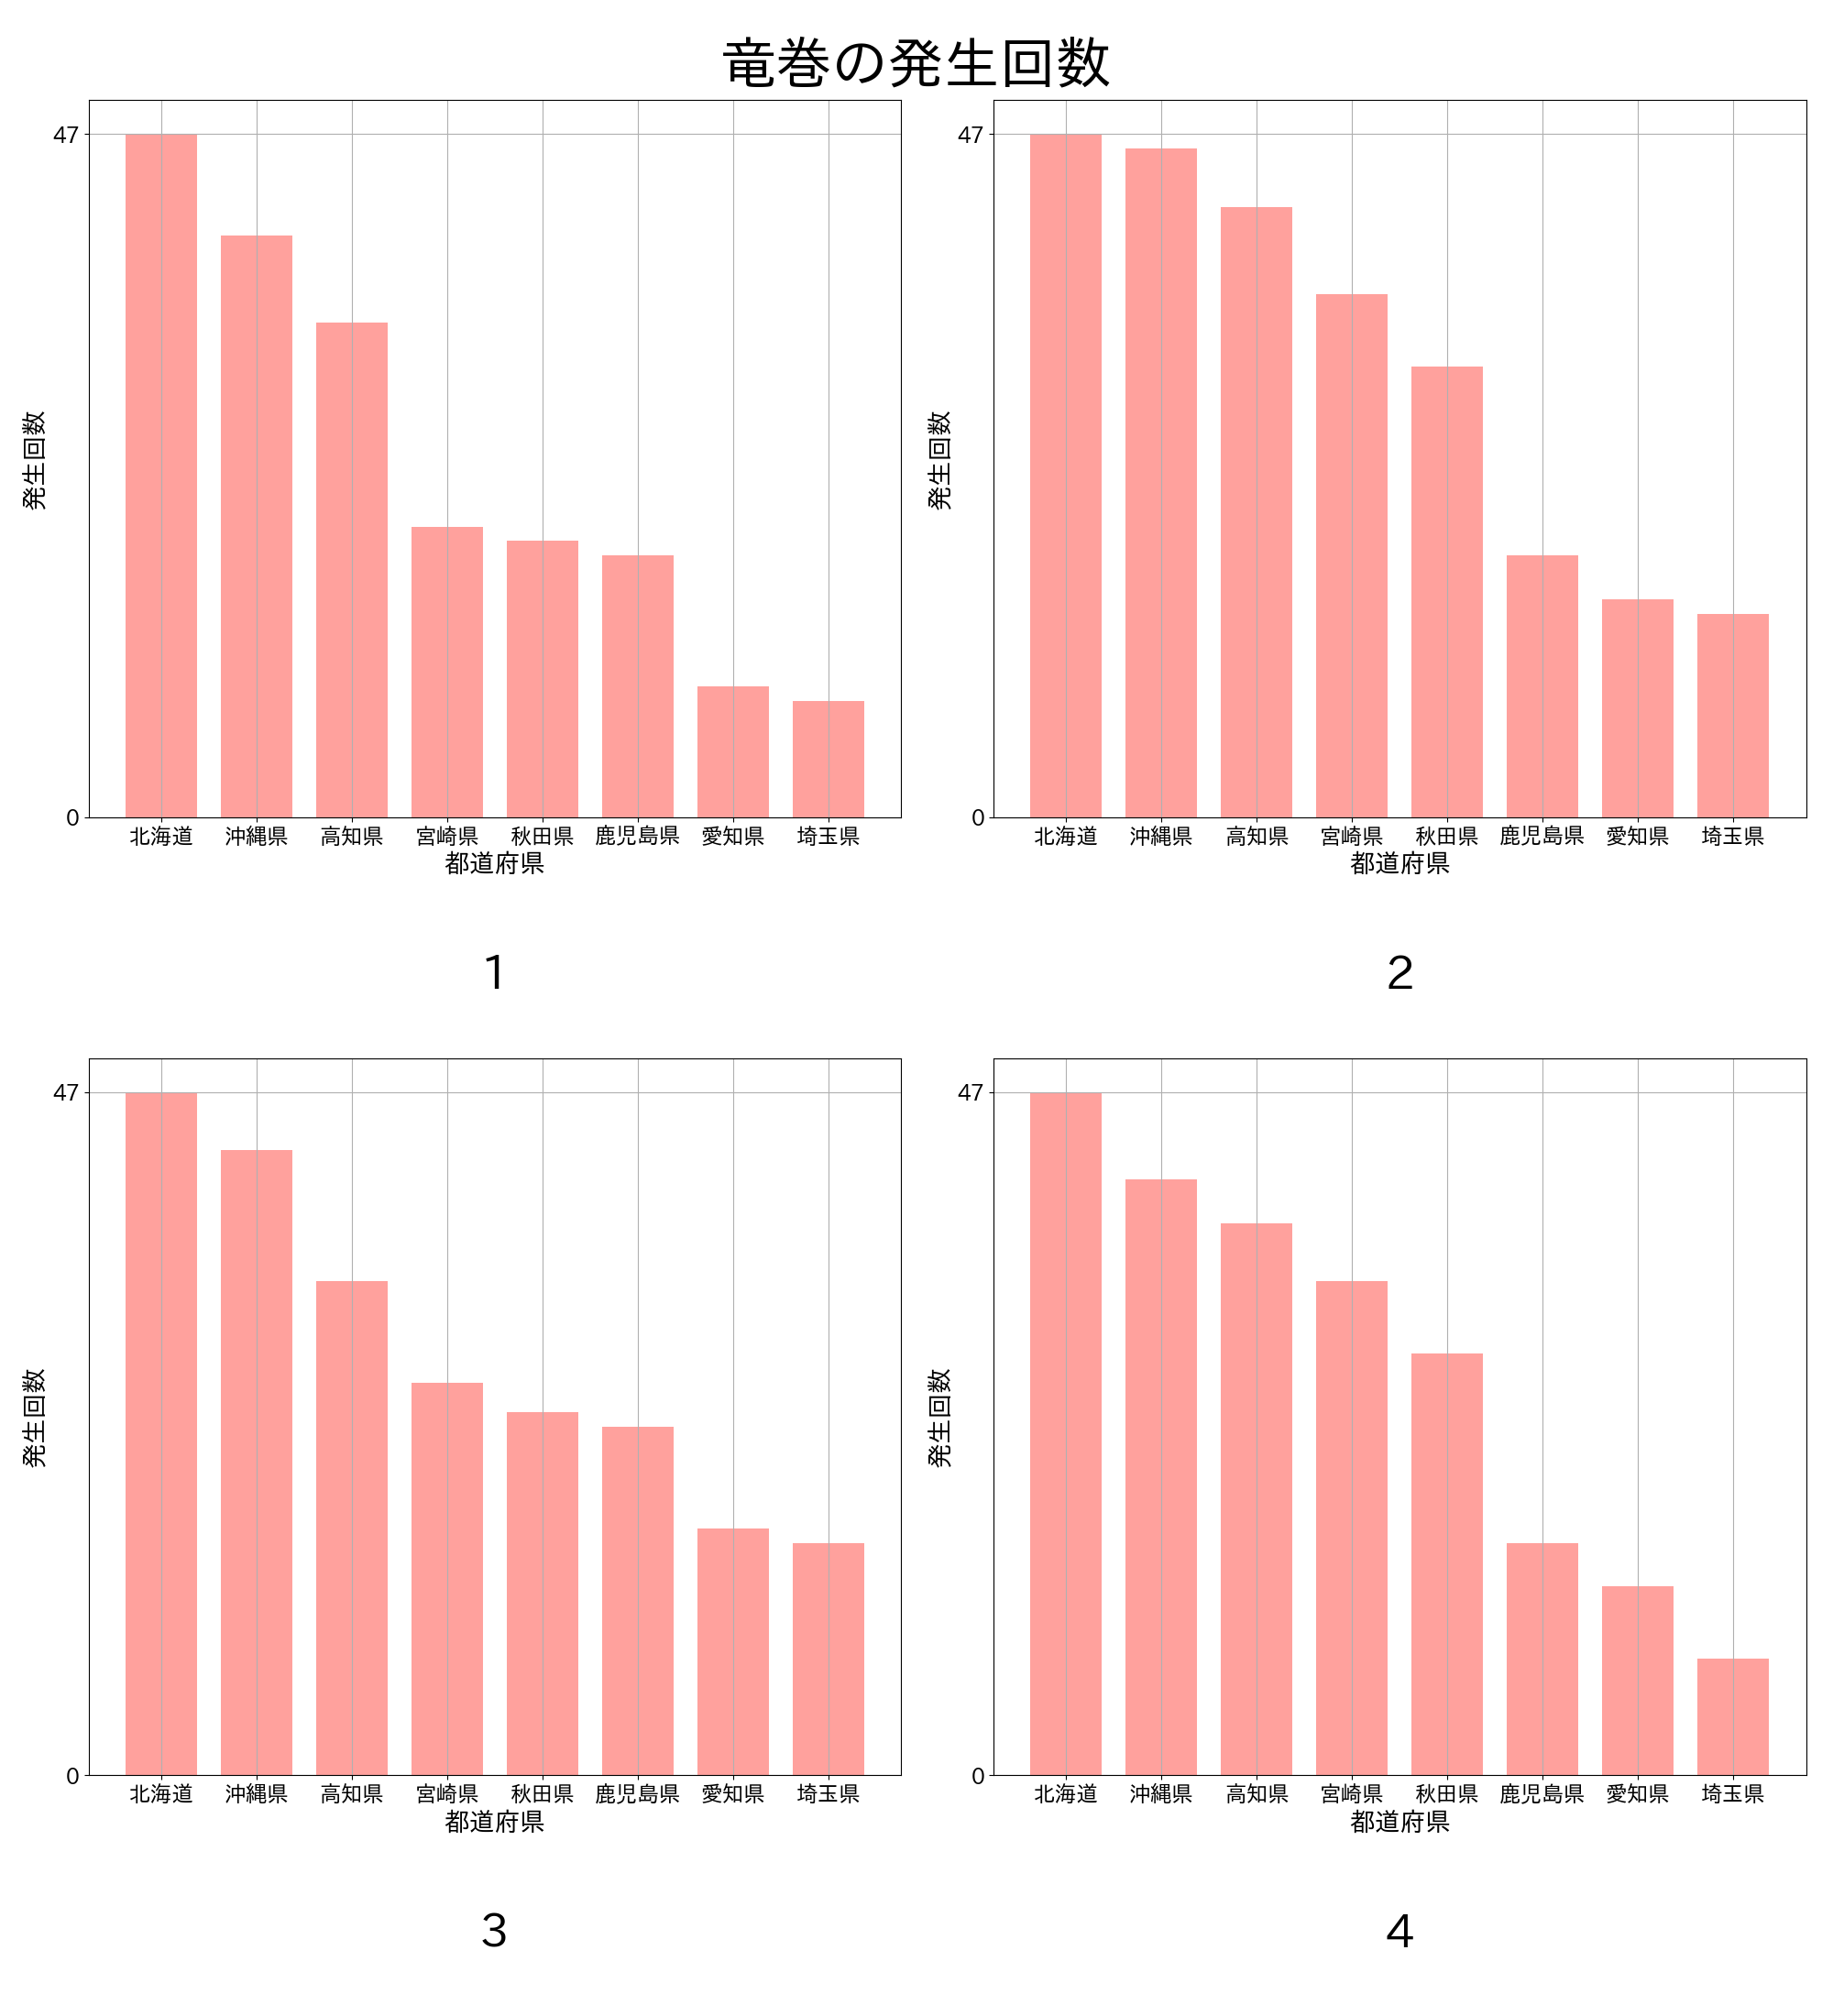 竜巻の発生回数
47
0
発生回数
北海道 沖縄県 高知県 宮崎県 秋田県 鹿児島県 愛知県 埼玉県
都道府県
1
47
0
発生回数
北海道 沖縄県 高知県 宮崎県 秋田県 鹿児島県 愛知県 埼玉県
都道府県
2
47
0
発生回数
北海道 沖縄県 高知県 宮崎県 秋田県 鹿児島県 愛知県 埼玉県
都道府県
3
47
0
発生回数
北海道 沖縄県 高知県 宮崎県 秋田県 鹿児島県 愛知県 埼玉県
都道府県
4